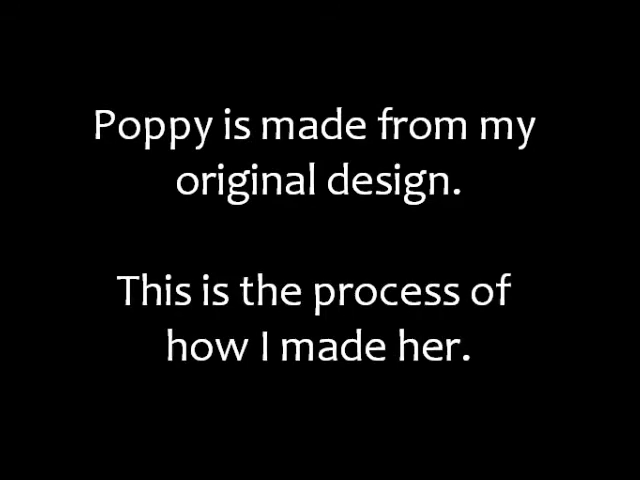 Poppy is made from my
original design.
This is the process of
how I made her.